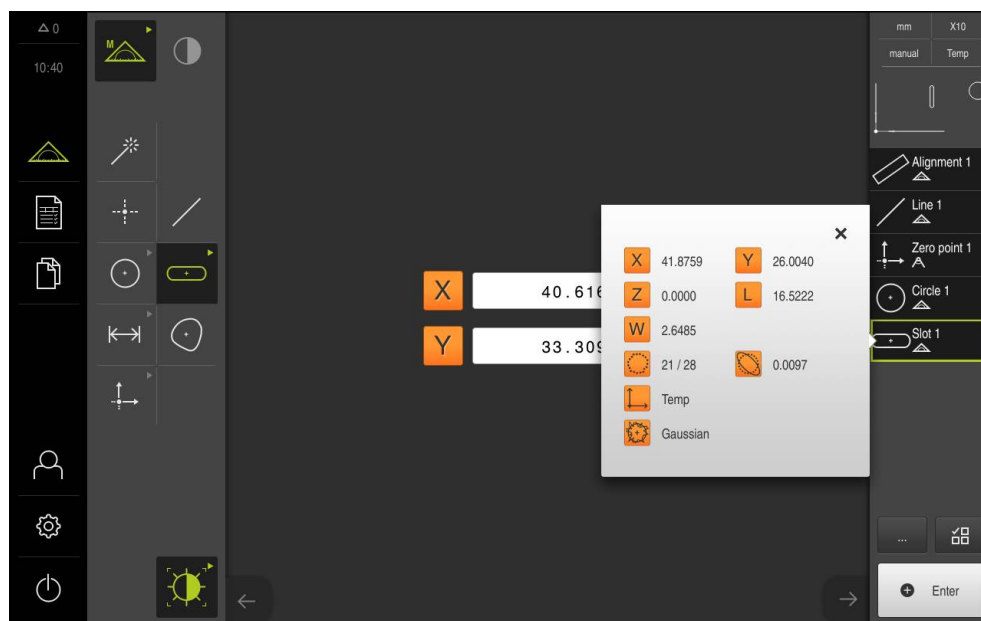 0
10:40
M
mm X10
manual Temp
Alignment 1
Line 1
Zero point 1
Circle 1
Slot 1
X 40.616
Y 33.309
X 41.8759 Y 26.0040
Z 0.0000 L 16.5222
W 2.6485
21 / 28 0.0097
Temp
Gaussian
...
Enter